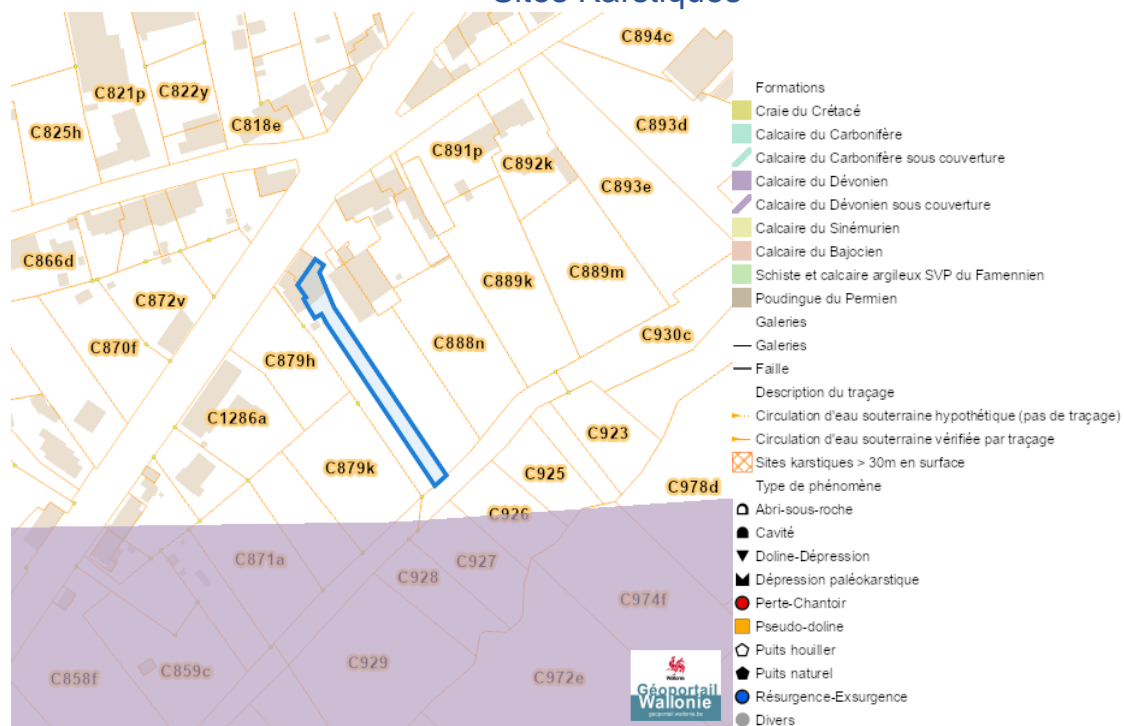 Sites Karstiques
C894c
C821p
C822y
C825h
C818e
C893d
C891p
C892k
C893e
C866d
C889k
C889m
C872v
C870f
C888n
C930c
C879h
C1286a
C923
C879k
C925
C978d
C926
C871a
C927
C928
C974f
C929
C858f
C859c
C972e
Wallonie
Géoportail
Wallonie
geoportail.wallonie.be
Formations
Craie du Crétacé
Calcaire du Carbonifère
Calcaire du Carbonifère sous couverture
Calcaire du Dévonien
Calcaire du Dévonien sous couverture
Calcaire du Sinémurien
Calcaire du Bajocien
Schiste et calcaire argileux SVP du Famennien
Poudingue du Permien
Galeries
Galeries
Faille
Description du traçage
Circulation d'eau souterraine hypothétique (pas de traçage)
Circulation d'eau souterraine vérifiée par traçage
Sites karstiques > 30m en surface
Type de phénomène
Abri-sous-roche
Cavité
Doline-Dépression
Dépression paléokarstique
Perte-Chantoir
Pseudo-doline
Puits houiller
Puits naturel
Résurgence-Exsurgence
Divers